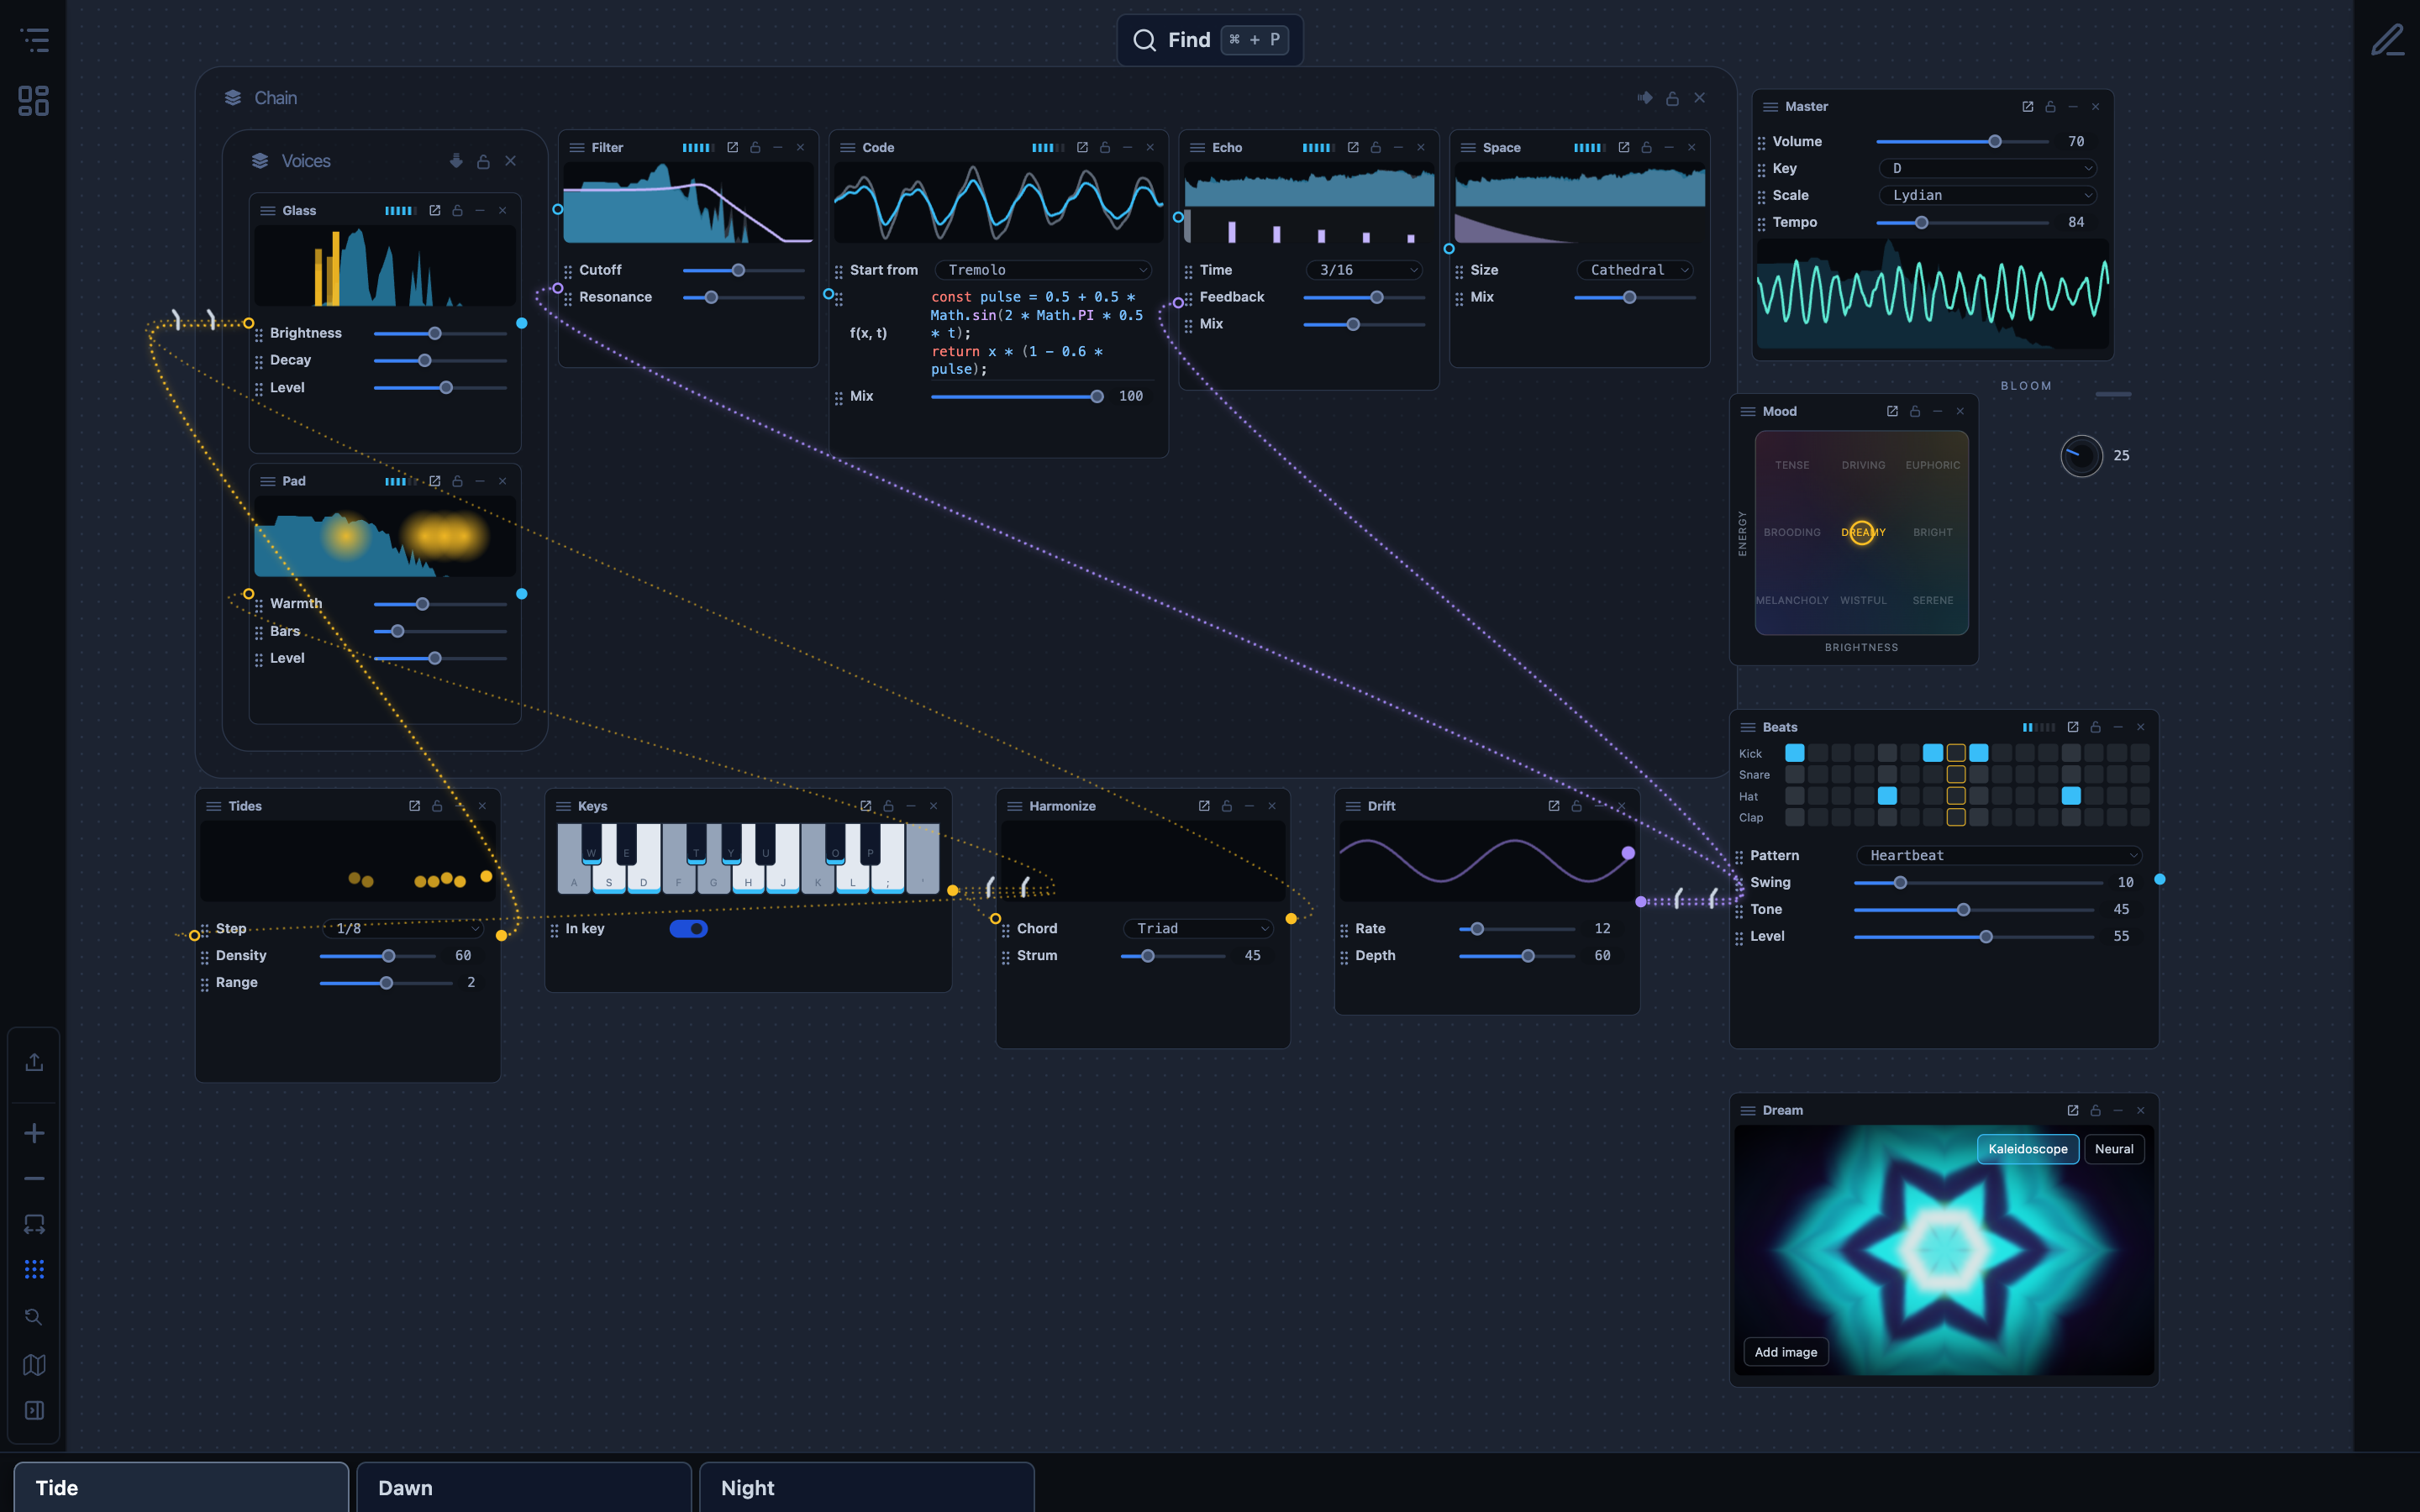 Find ⌘ + P
Chain
Voices
Glass
Brightness
Decay
Level
Pad
Warmth
Bars
Level
Filter
Cutoff
Resonance
Code
Start from Tremolo
f(x, t)
const pulse = 0.5 + 0.5 *
Math.sin(2 * Math.PI * 0.5
* t);
return x * (1 - 0.6 *
pulse);
Mix 100
Echo
Time 3/16
Feedback
Mix
Space
Size Cathedral
Mix
Master
Volume 70
Key D
Scale Lydian
Tempo 84
BLOOM
25
Mood
TENSE DRIVING EUPHORIC
BROODING DREAMY BRIGHT
MELANCHOLY WISTFUL SERENE
ENERGY
BRIGHTNESS
Beats
Kick
Snare
Hat
Clap
Pattern Heartbeat
Swing 10
Tone 45
Level 55
Tides
Step 1/8
Density 60
Range 2
Keys
W E T Y U O P
A S D F G H J K L ; '
In key
Harmonize
Chord Triad
Strum 45
Drift
Rate 12
Depth 60
Dream
Kaleidoscope Neural
Add image
Tide
Dawn
Night